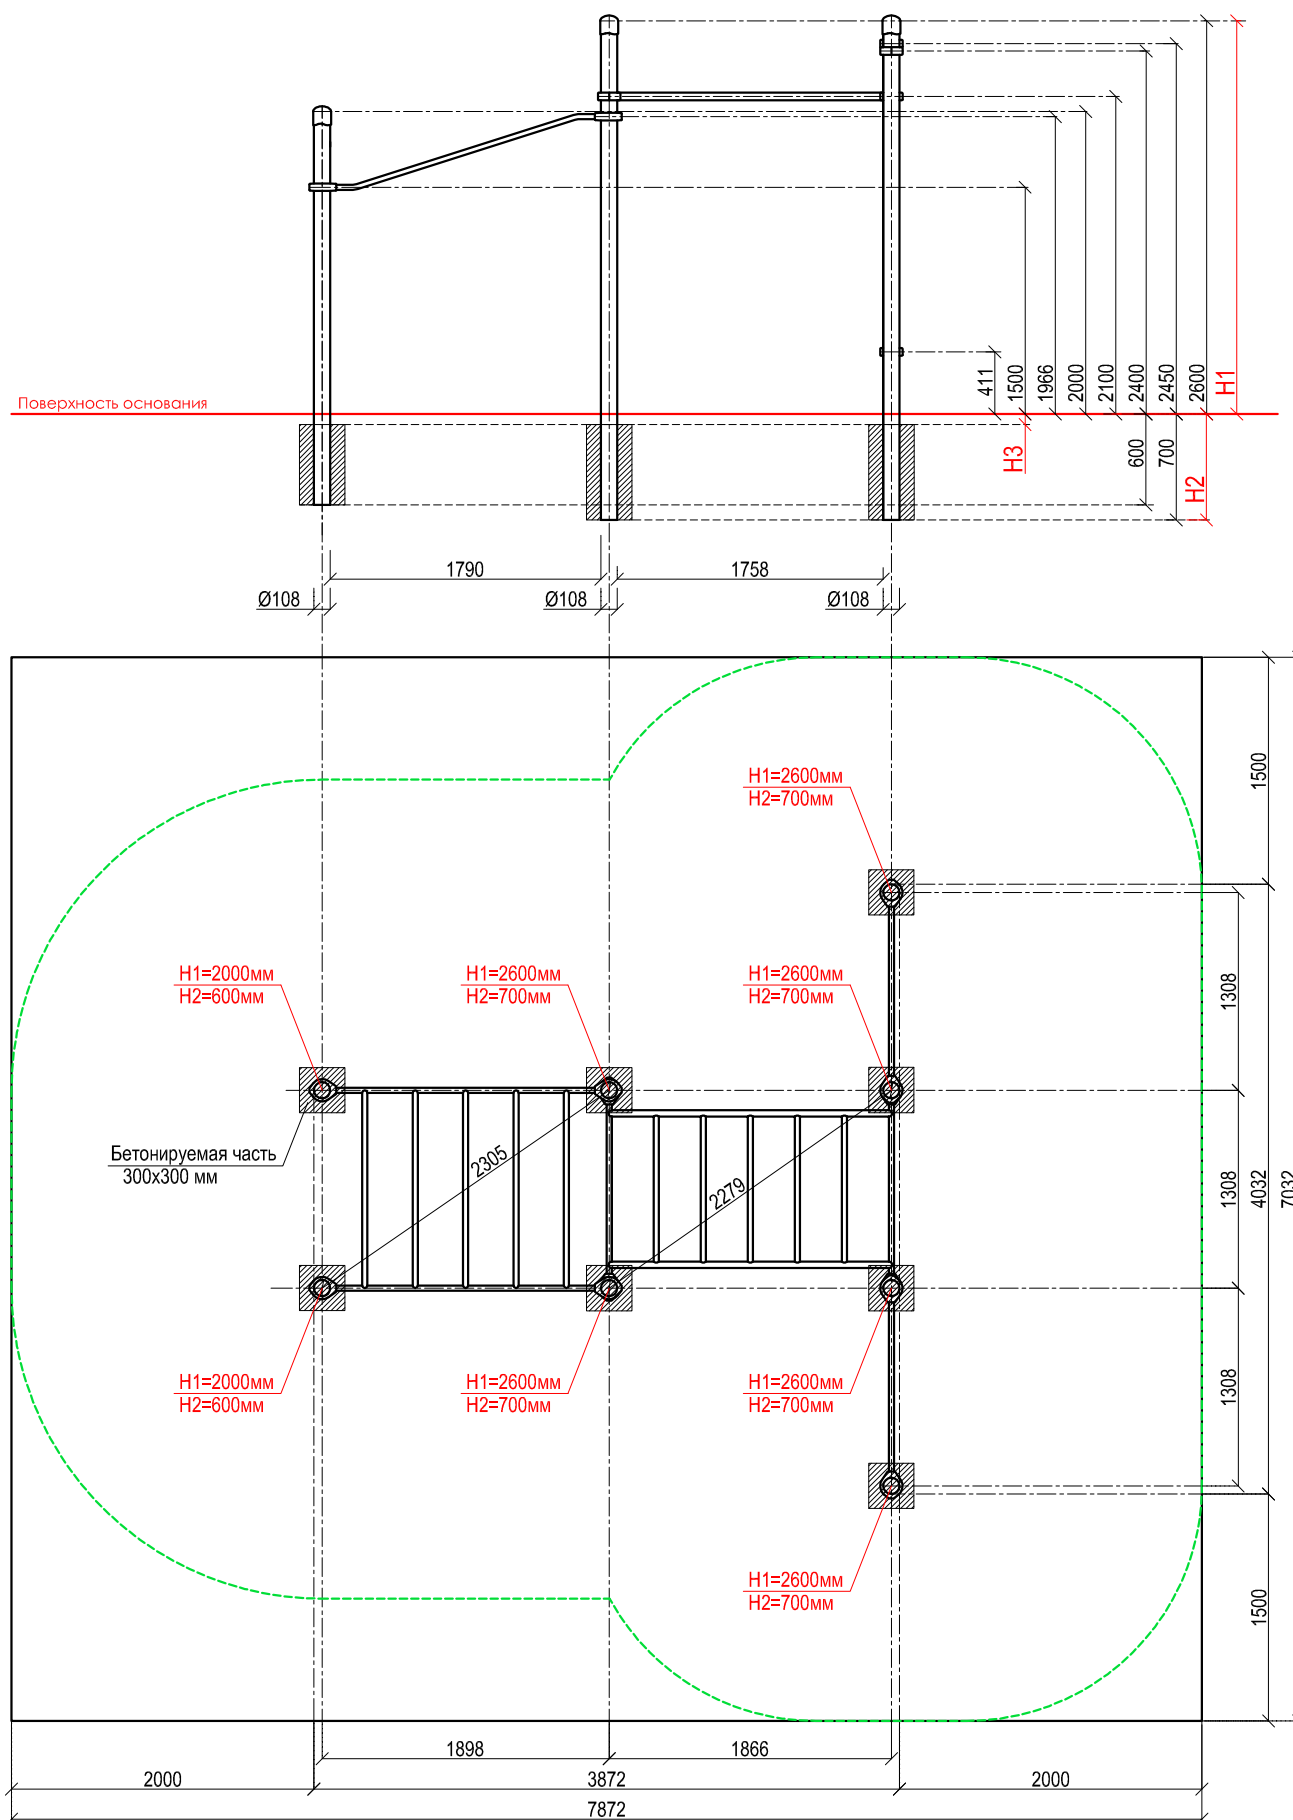 411
1500
1966
2000
2100
2400
2450
2600
H1
Поверхность основания
H3
600
700
H2
1790
1758
Ø108
Ø108
Ø108
1500
H1=2600мм
H2=700мм
H1=2000мм
H2=600мм
H1=2600мм
H2=700мм
H1=2600мм
H2=700мм
1308
Бетонируемая часть
300х300 мм
2305
2279
1308
4032
7032
H1=2000мм
H2=600мм
H1=2600мм
H2=700мм
H1=2600мм
H2=700мм
1308
H1=2600мм
H2=700мм
1500
1898
1866
2000
3872
2000
7872